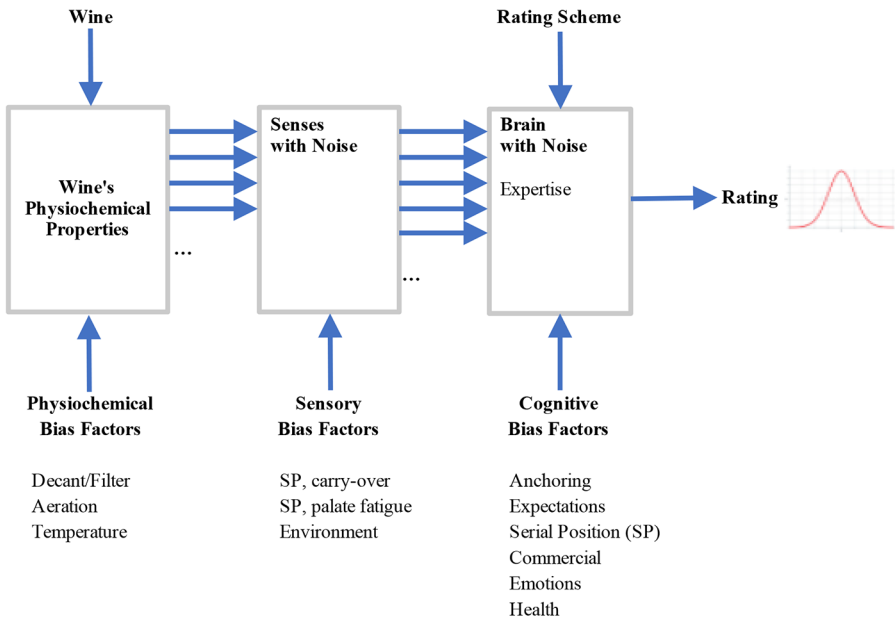 Wine
Rating Scheme
Wine's
Physiochemical
Properties
...
Senses
with Noise
...
Brain
with Noise
Expertise
Rating
Physiochemical
Bias Factors
Decant/Filter
Aeration
Temperature
Sensory
Bias Factors
SP, carry-over
SP, palate fatigue
Environment
Cognitive
Bias Factors
Anchoring
Expectations
Serial Position (SP)
Commercial
Emotions
Health